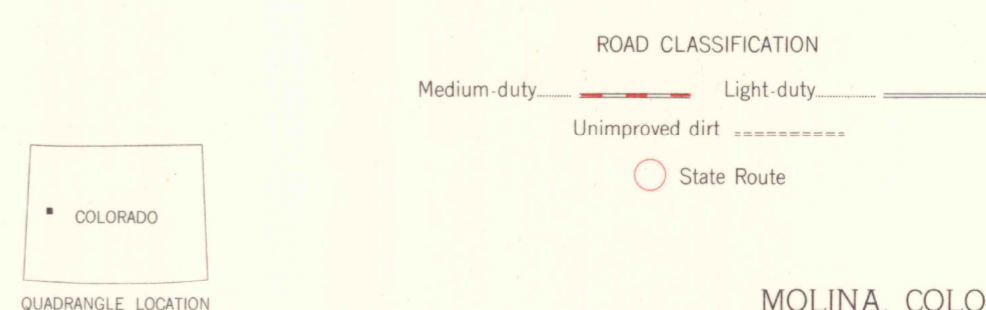 ROAD CLASSIFICATION
Medium-duty Light-duty
Unimproved dirt
State Route
COLORADO
QUADRANGLE LOCATION
MOLINA, COLO